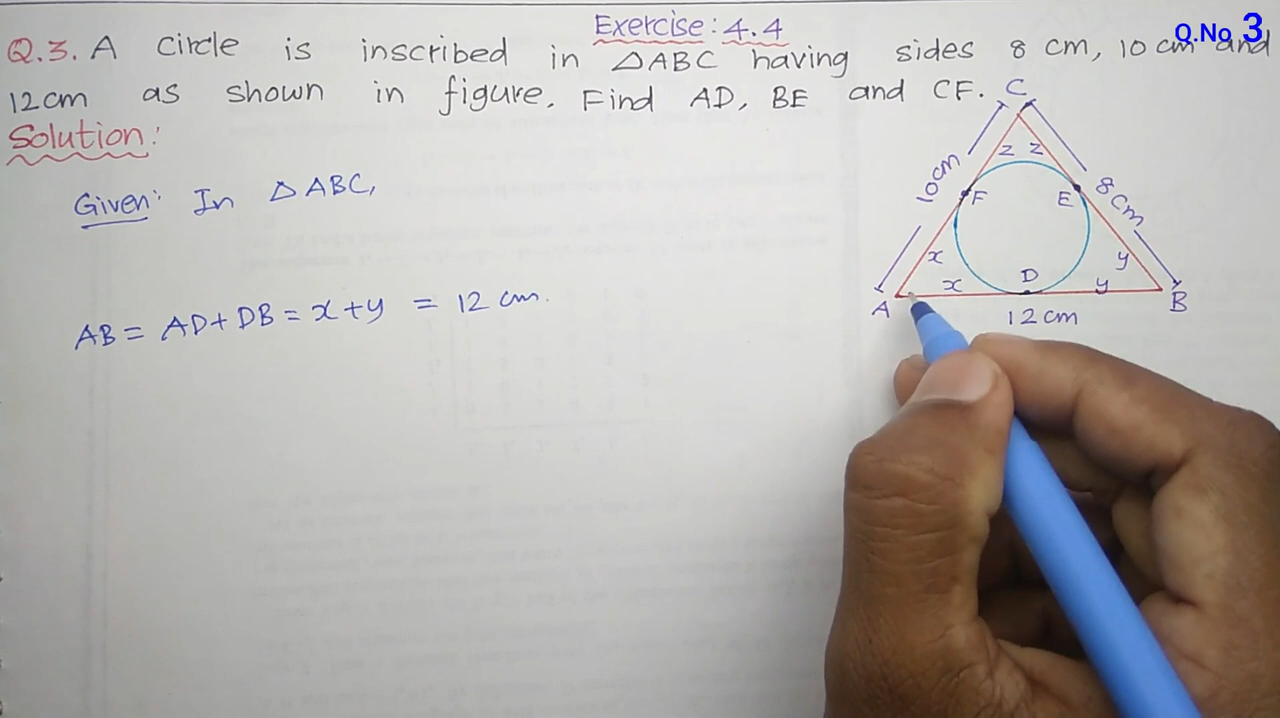 Exercise: 4.4
Q.No 3
Q.3. A circle is inscribed in △ABC having sides 8 cm, 10 cm and
12cm as shown in figure. Find AD, BE and CF.
Solution:
Given: In △ABC,
AB = AD + DB = x + y = 12 cm.
C
z z
10cm
8cm
F E
x y
x D y
A B
12cm